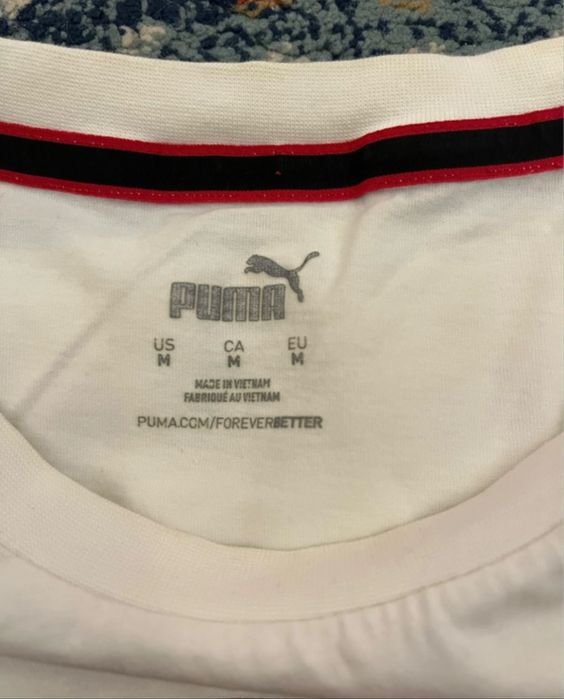 PUMA
US CA EU
M M M
MADE IN VIETNAM
FABRIQUÉ AU VIETNAM
PUMA.COM/FOREVERBETTER